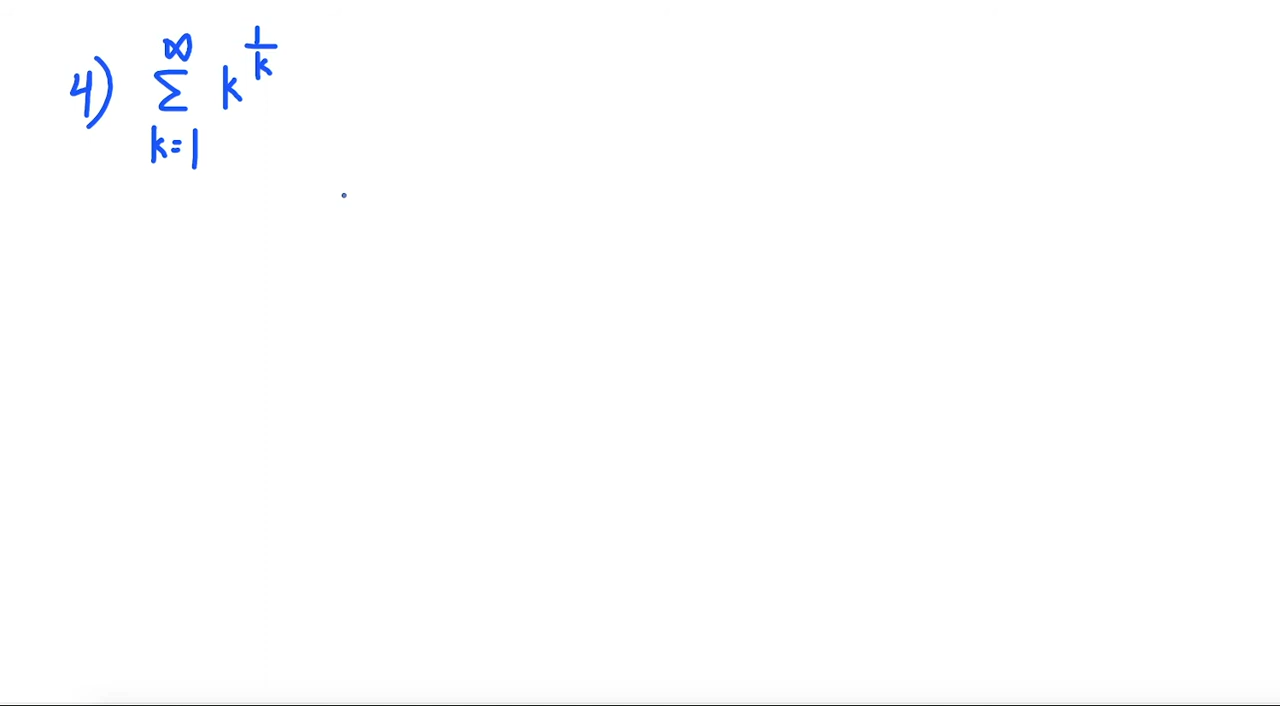 4) ∞ ∑ k=1 k^(1/k)